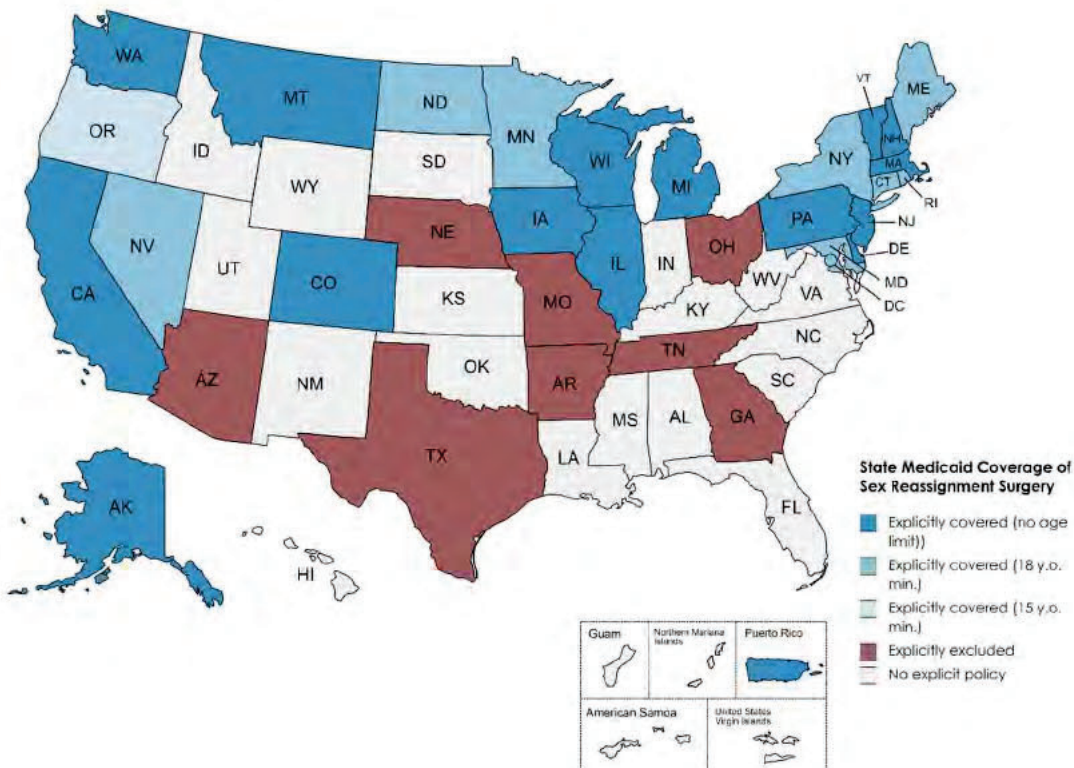 WA
MT
ND
MN
VT
ME
OR
ID
SD
WI
NH
NY
MA
WY
MI
CT
RI
IA
PA
NJ
NE
OH
DE
NV
IL
IN
UT
MD
CO
WV
CA
VA
DC
KS
MO
KY
NC
TN
AZ
OK
AR
SC
NM
MS
AL
GA
TX
LA
FL
AK
HI
State Medicaid Coverage of
Sex Reassignment Surgery
Explicitly covered (no age
limit))
Explicitly covered (18 y.o.
min.)
Explicitly covered (15 y.o.
min.)
Explicitly excluded
No explicit policy
Guam
Northern Mariana
Islands
Puerto Rico
American Samoa
United States
Virgin Islands